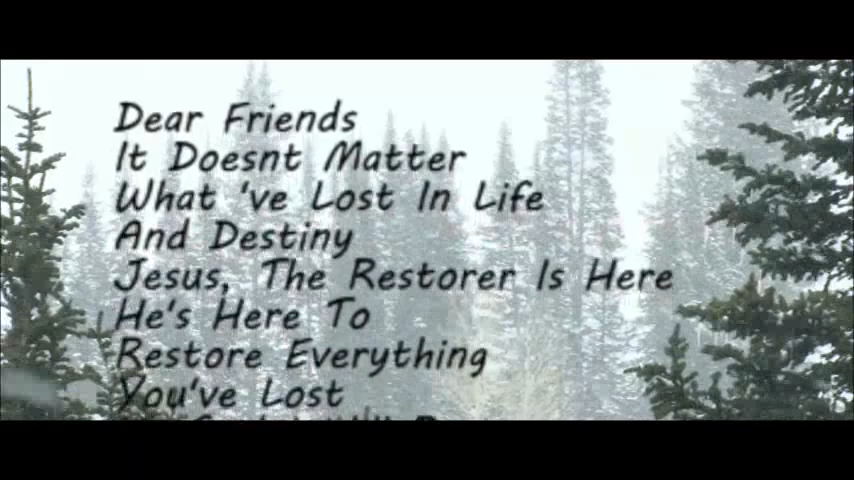 Dear Friends
It Doesnt Matter
What 've Lost In Life
And Destiny
Jesus, The Restorer Is Here
He's Here To
Restore Everything
You've Lost